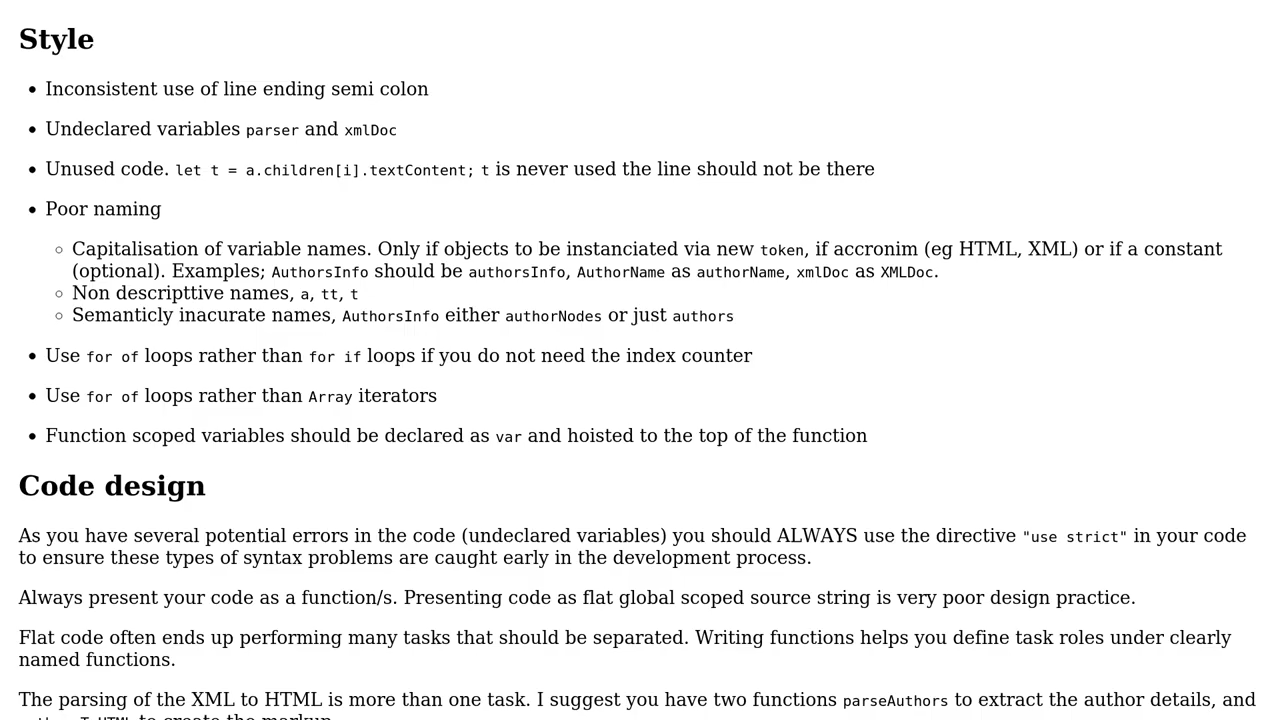 Style
Inconsistent use of line ending semi colon
Undeclared variables parser and xmlDoc
Unused code. let t = a.children[i].textContent; t is never used the line should not be there
Poor naming
Capitalisation of variable names. Only if objects to be instanciated via new token, if accronim (eg HTML, XML) or if a constant
(optional). Examples; AuthorsInfo should be authorsInfo, AuthorName as authorName, xmlDoc as XMLDoc.
Non descripttive names, a, tt, t
Semanticly inacurate names, AuthorsInfo either authorNodes or just authors
Use for of loops rather than for if loops if you do not need the index counter
Use for of loops rather than Array iterators
Function scoped variables should be declared as var and hoisted to the top of the function
Code design
As you have several potential errors in the code (undeclared variables) you should ALWAYS use the directive "use strict" in your code
to ensure these types of syntax problems are caught early in the development process.
Always present your code as a function/s. Presenting code as flat global scoped source string is very poor design practice.
Flat code often ends up performing many tasks that should be separated. Writing functions helps you define task roles under clearly
named functions.
The parsing of the XML to HTML is more than one task. I suggest you have two functions parseAuthors to extract the author details, and
to create the markup